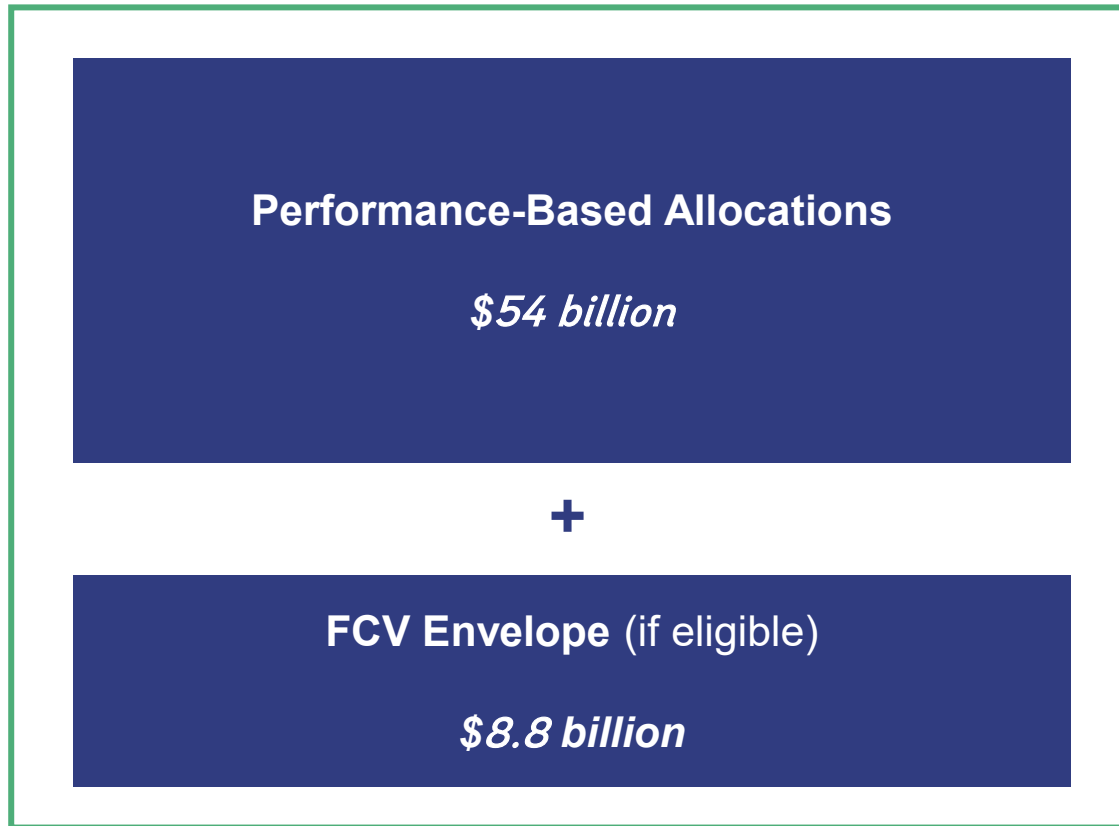 Performance-Based Allocations
$54 billion
+
FCV Envelope (if eligible)
$8.8 billion